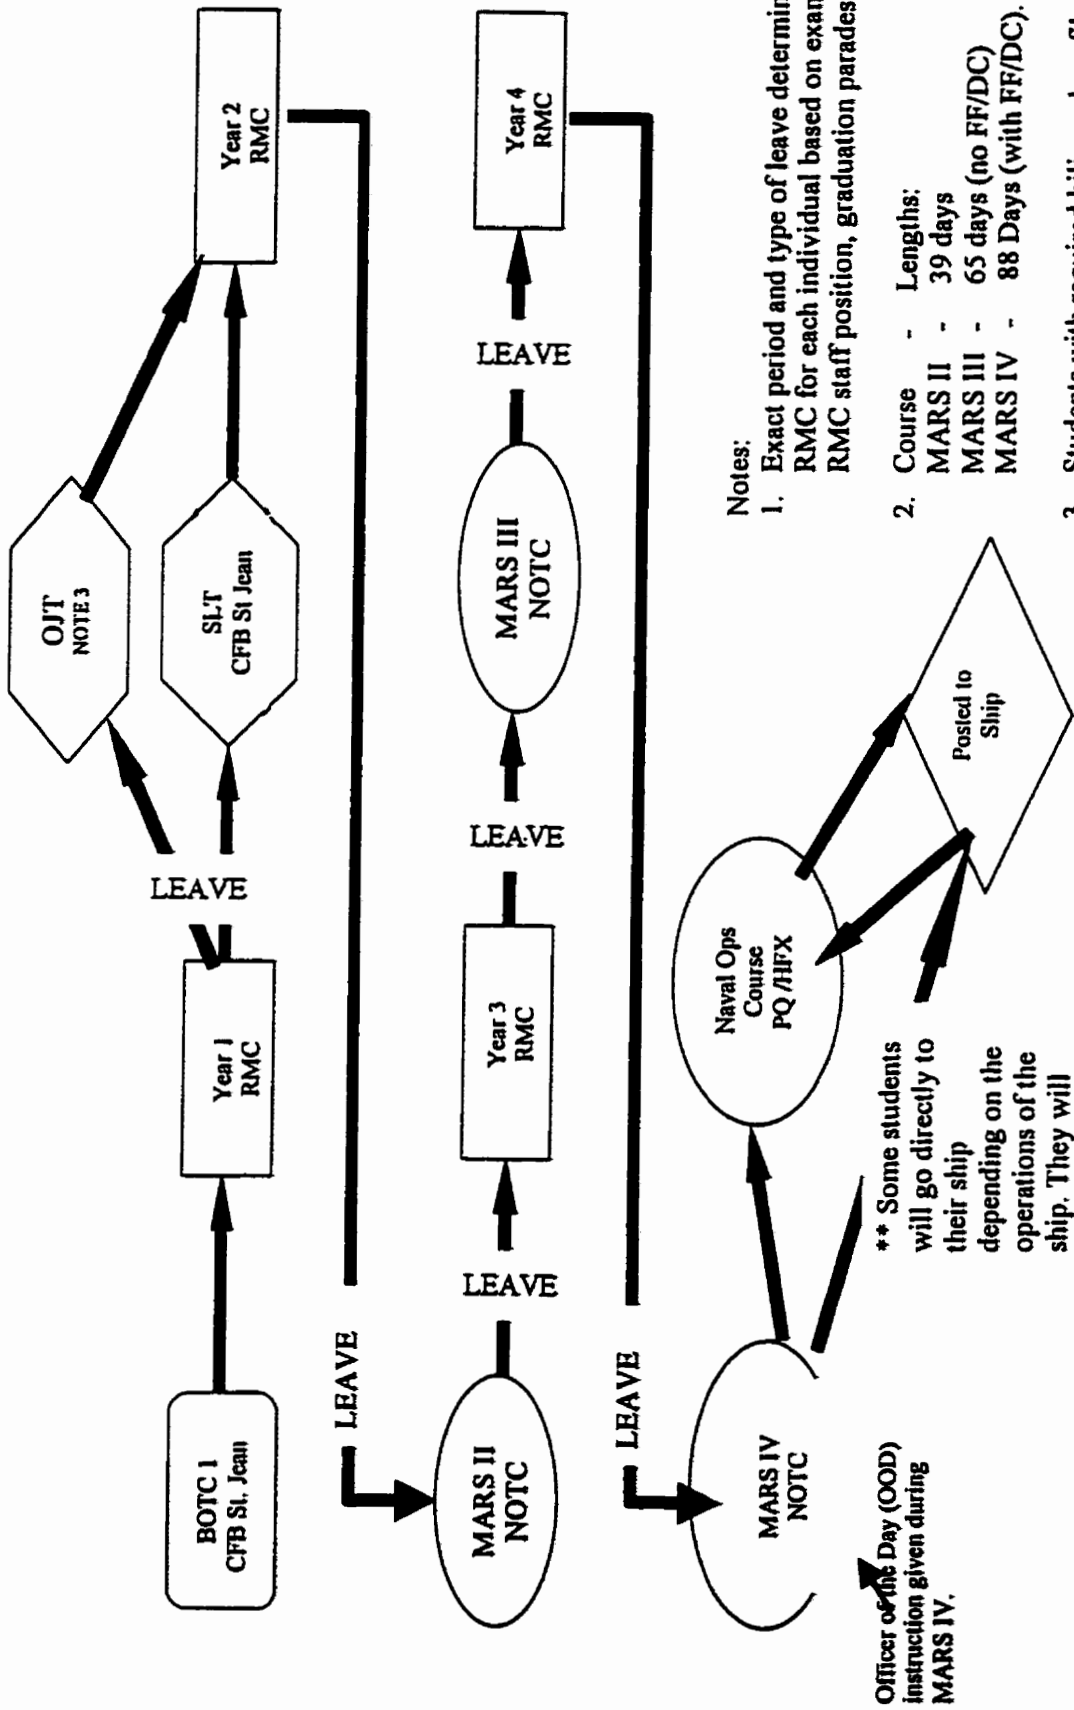 BOTC 1
CFB St. Jean
Year 1
RMC
LEAVE
OJT
NOTE 3
SLT
CFB St Jean
Year 2
RMC
LEAVE
MARS II
NOTC
LEAVE
Year 3
RMC
LEAVE
MARS III
NOTC
LEAVE
Year 4
RMC
LEAVE
MARS IV
NOTC
Officer of the Day (OOD)
instruction given during
MARS IV.
** Some students
will go directly to
their ship
depending on the
operations of the
ship. They will
Naval Ops
Course
PQ /HFX
Posted to
Ship
Notes:
1. Exact period and type of leave determin
RMC for each individual based on exan
RMC staff position, graduation parades
2. Course - Lengths:
MARS II - 39 days
MARS III - 65 days (no FF/DC)
MARS IV - 88 Days (with FF/DC).
3. Students with required